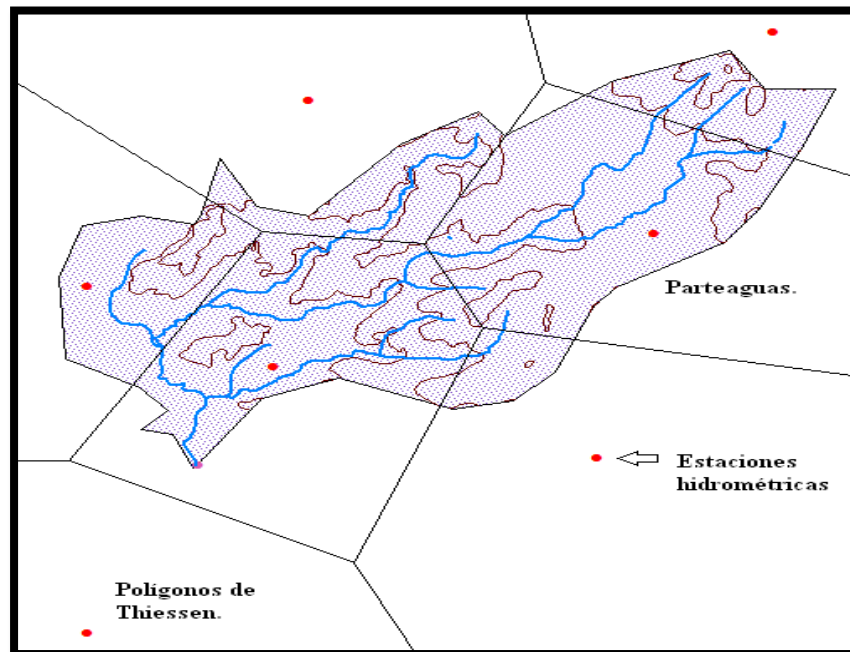 Parteaguas.
Estaciones
hidrométricas
Polígonos de
Thiessen.